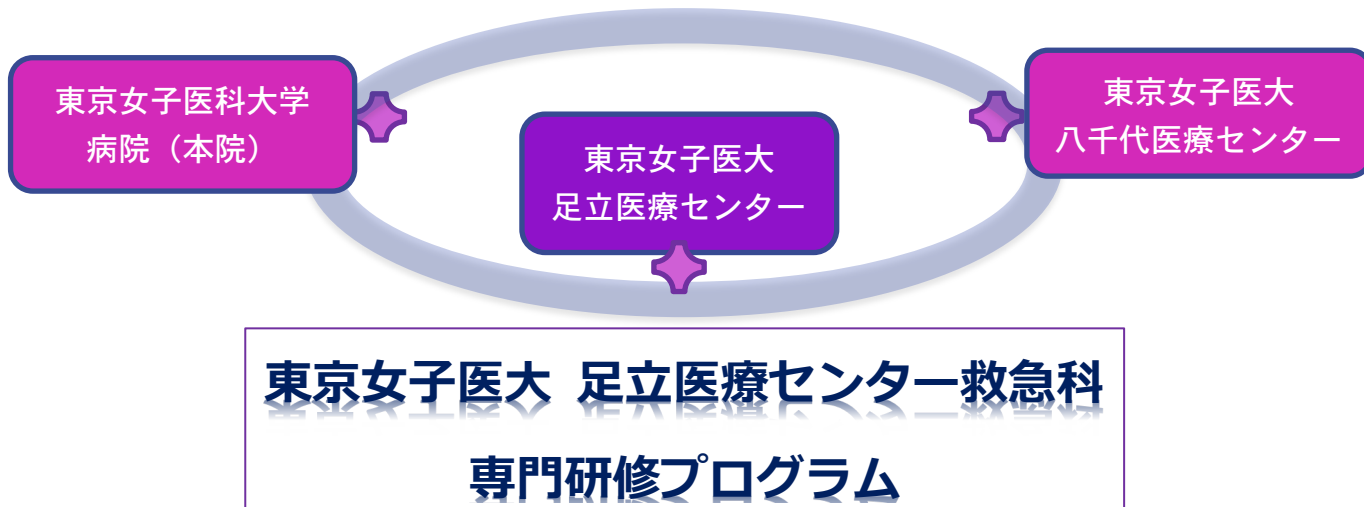 東京女子医科大学
病院（本院）
東京女子医大
足立医療センター
東京女子医大
八千代医療センター
東京女子医大 足立医療センター救急科
専門研修プログラム